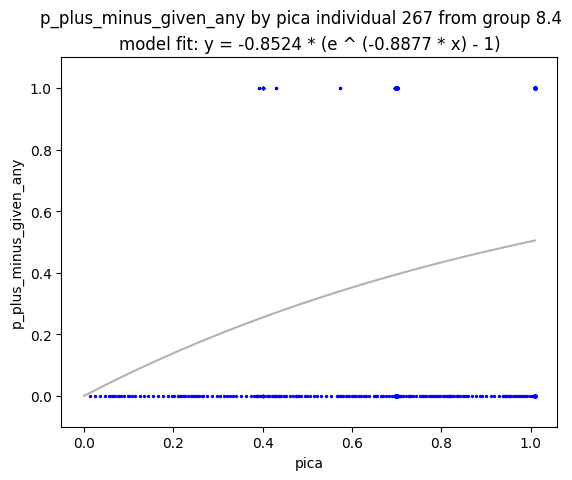 p_plus_minus_given_any by pica individual 267 from group 8.4
model fit: y = -0.8524 * (e ^ (-0.8877 * x) - 1)
1.0
0.8
0.6
0.4
0.2
0.0
p_plus_minus_given_any
0.0 0.2 0.4 0.6 0.8 1.0
pica